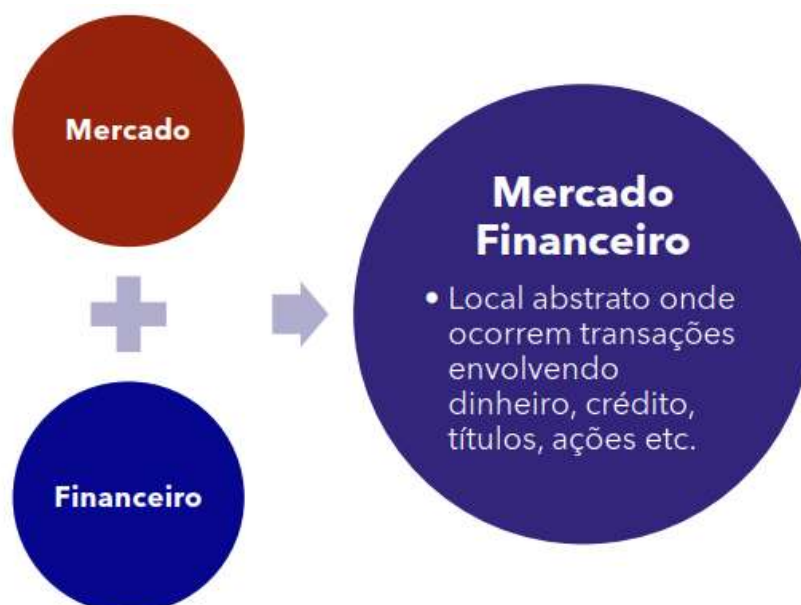 Mercado
Financeiro
Mercado
Financeiro
• Local abstrato onde
ocorrem transações
envolvendo
dinheiro, crédito,
títulos, ações etc.